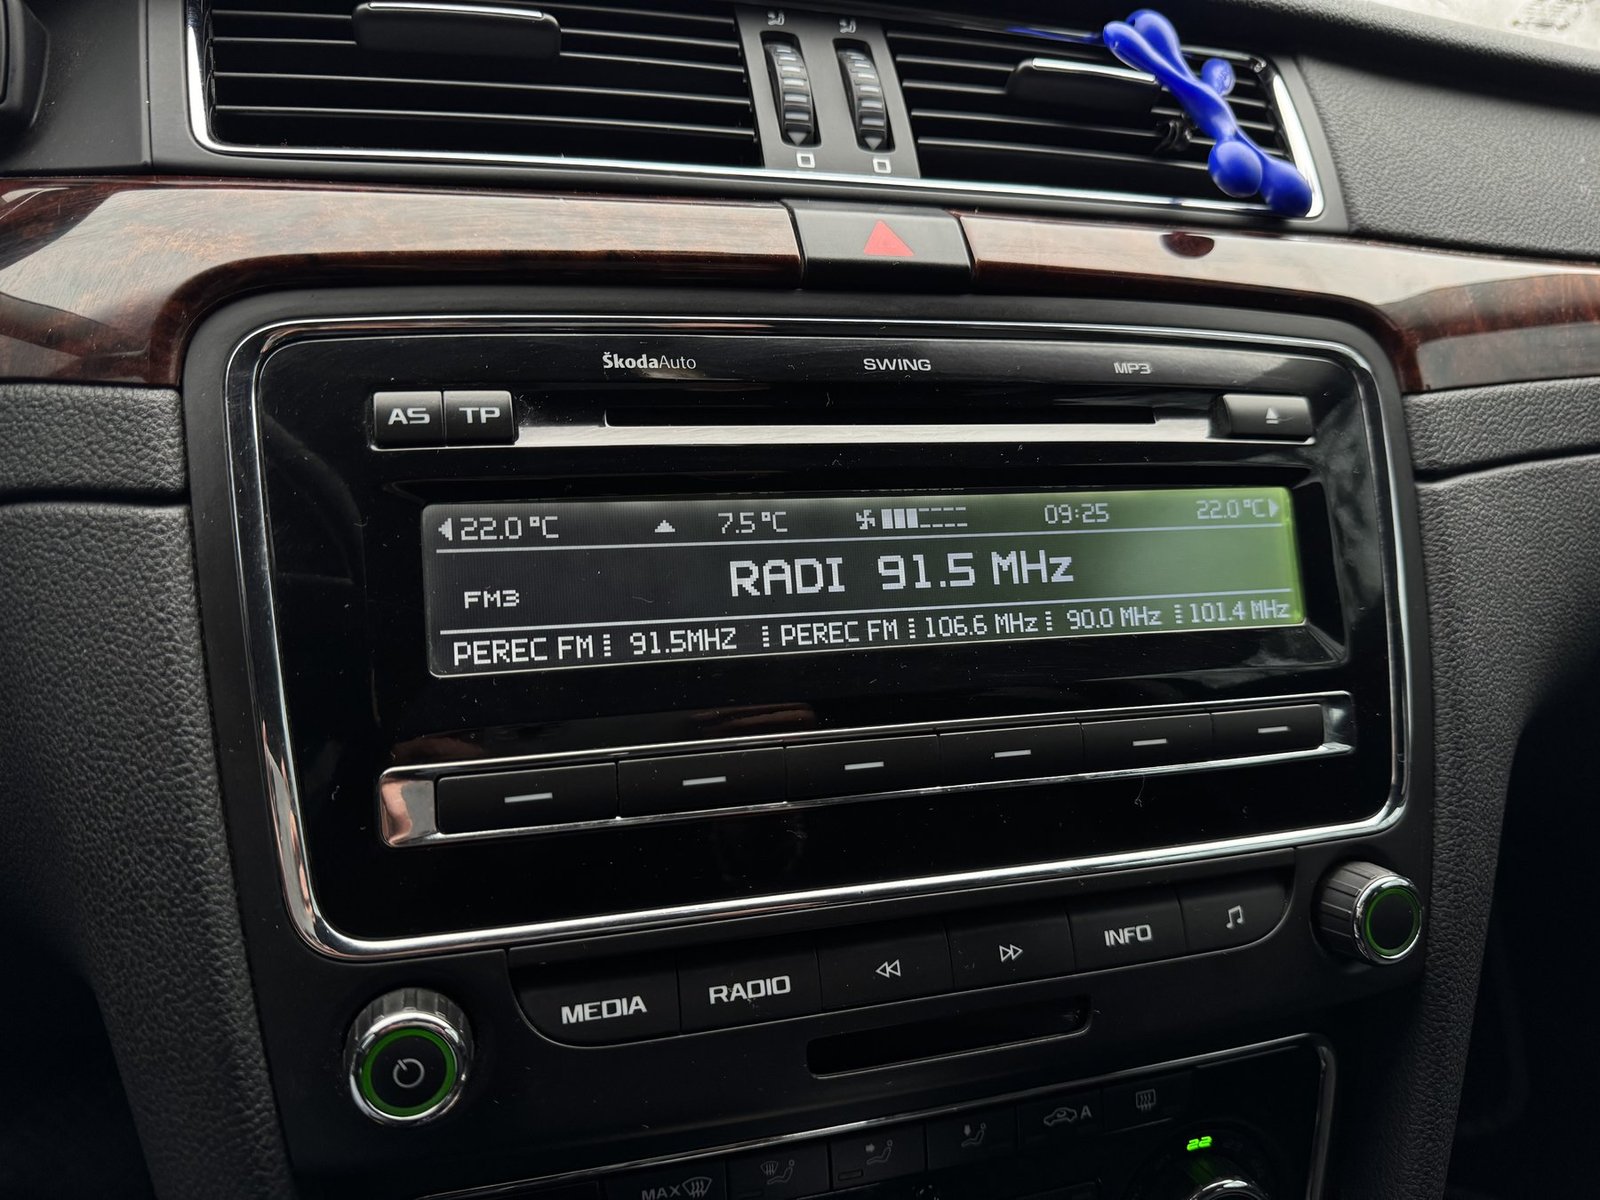 ŠkodaAuto SWING MP3
AS TP
22.0°C 7.5°C 09:25 22.0°C
RADI 91.5 MHz
FM3
PEREC FM 91.5MHZ PEREC FM 106.6 MHz 90.0 MHz 101.4 MHz
MEDIA RADIO INFO
A
22
MAX